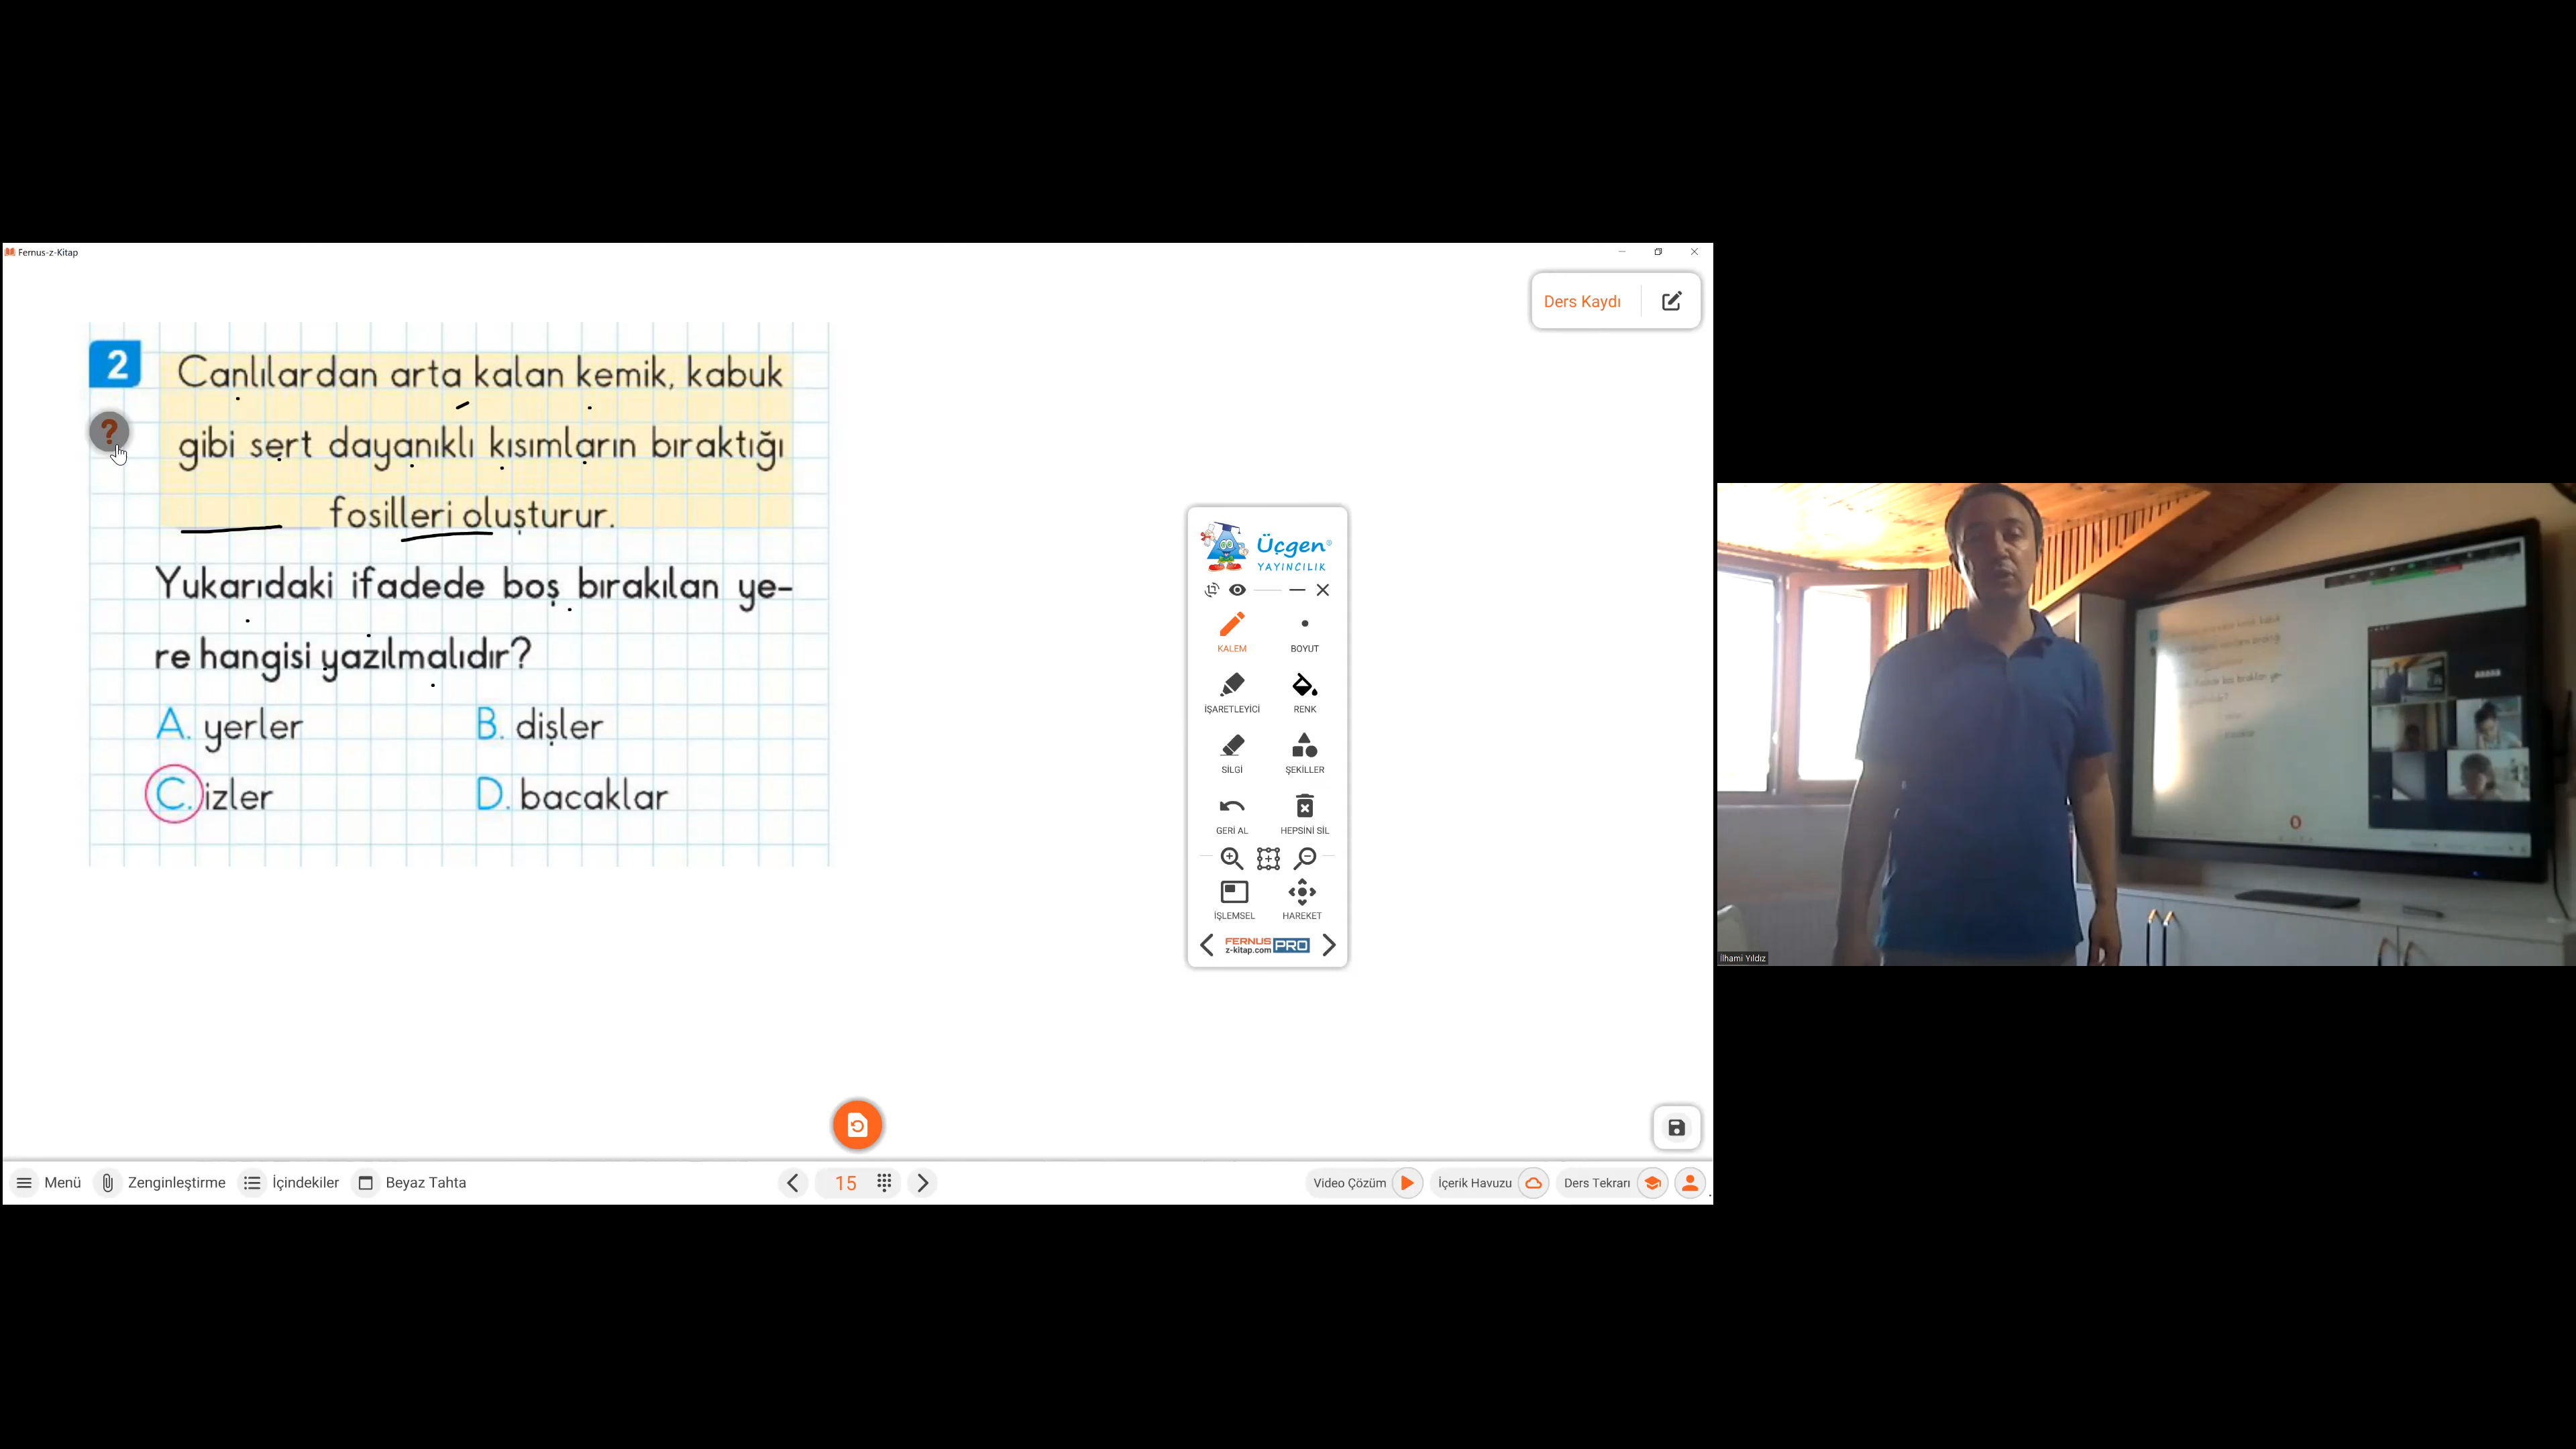 Fernus-z-Kitap
Ders Kaydı
2
Canlılardan arta kalan kemik, kabuk
gibi sert dayanıklı kısımların bıraktığı
fosilleri oluşturur.
Yukarıdaki ifadede boş bırakılan ye-
re hangisi yazılmalıdır?
A. yerler
B. dişler
C. izler
D. bacaklar
?
Üçgen®
YAYINCILIK
KALEM
BOYUT
İŞARETLEYİCİ
RENK
SİLGİ
ŞEKİLLER
GERİ AL
HEPSİNİ SİL
İŞLEMSEL
HAREKET
FERNUS
z-kitap.com
PRO
İlhami Yıldız
Menü
Zenginleştirme
İçindekiler
Beyaz Tahta
15
Video Çözüm
İçerik Havuzu
Ders Tekrarı